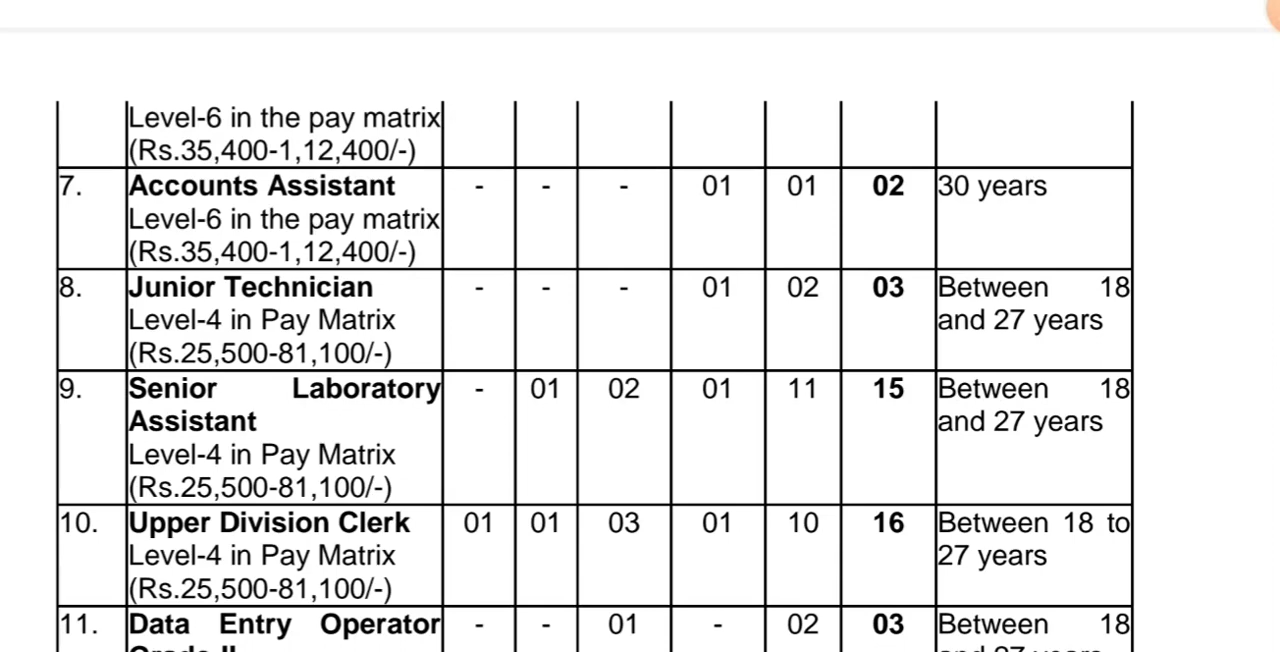 Level-6 in the pay matrix
(Rs.35,400-1,12,400/-)
7. Accounts Assistant - - - 01 01 02 30 years
Level-6 in the pay matrix
(Rs.35,400-1,12,400/-)
8. Junior Technician - - - 01 02 03 Between 18
Level-4 in Pay Matrix and 27 years
(Rs.25,500-81,100/-)
9. Senior Laboratory - 01 02 01 11 15 Between 18
Assistant and 27 years
Level-4 in Pay Matrix
(Rs.25,500-81,100/-)
10. Upper Division Clerk 01 01 03 01 10 16 Between 18 to
Level-4 in Pay Matrix 27 years
(Rs.25,500-81,100/-)
11. Data Entry Operator - - 01 - 02 03 Between 18